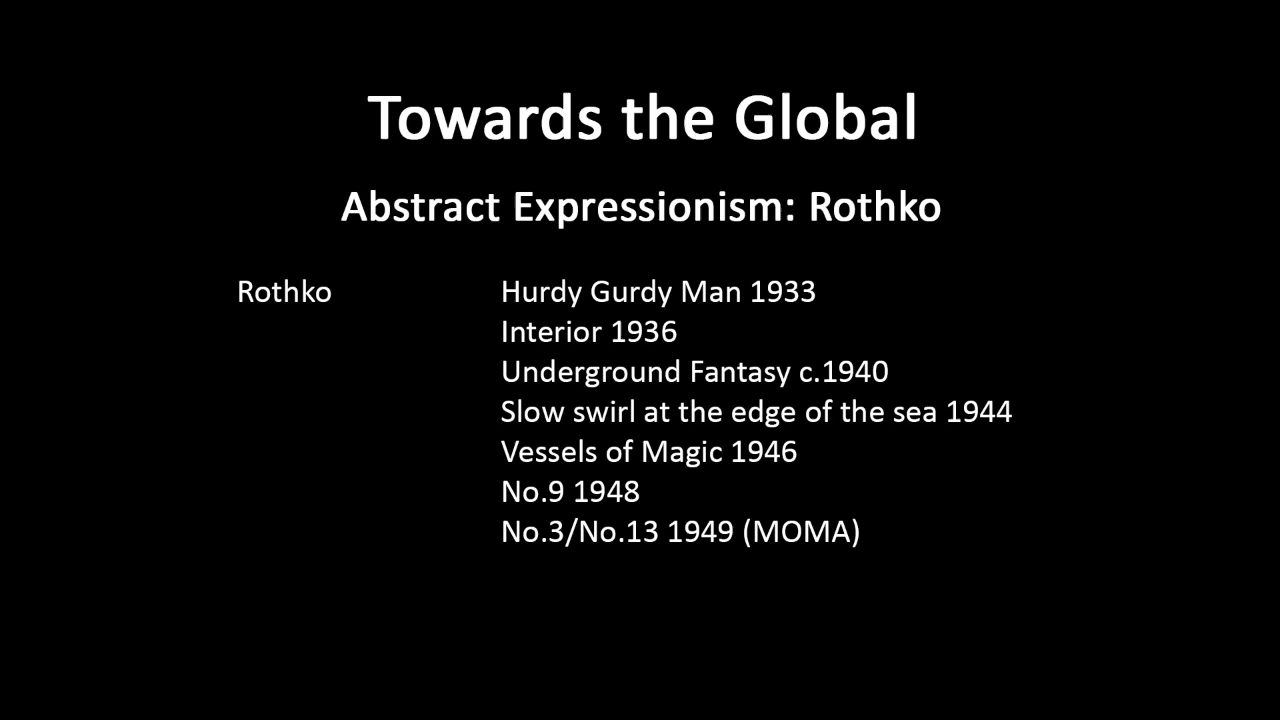 Towards the Global
Abstract Expressionism: Rothko
Rothko Hurdy Gurdy Man 1933
Interior 1936
Underground Fantasy c.1940
Slow swirl at the edge of the sea 1944
Vessels of Magic 1946
No.9 1948
No.3/No.13 1949 (MOMA)